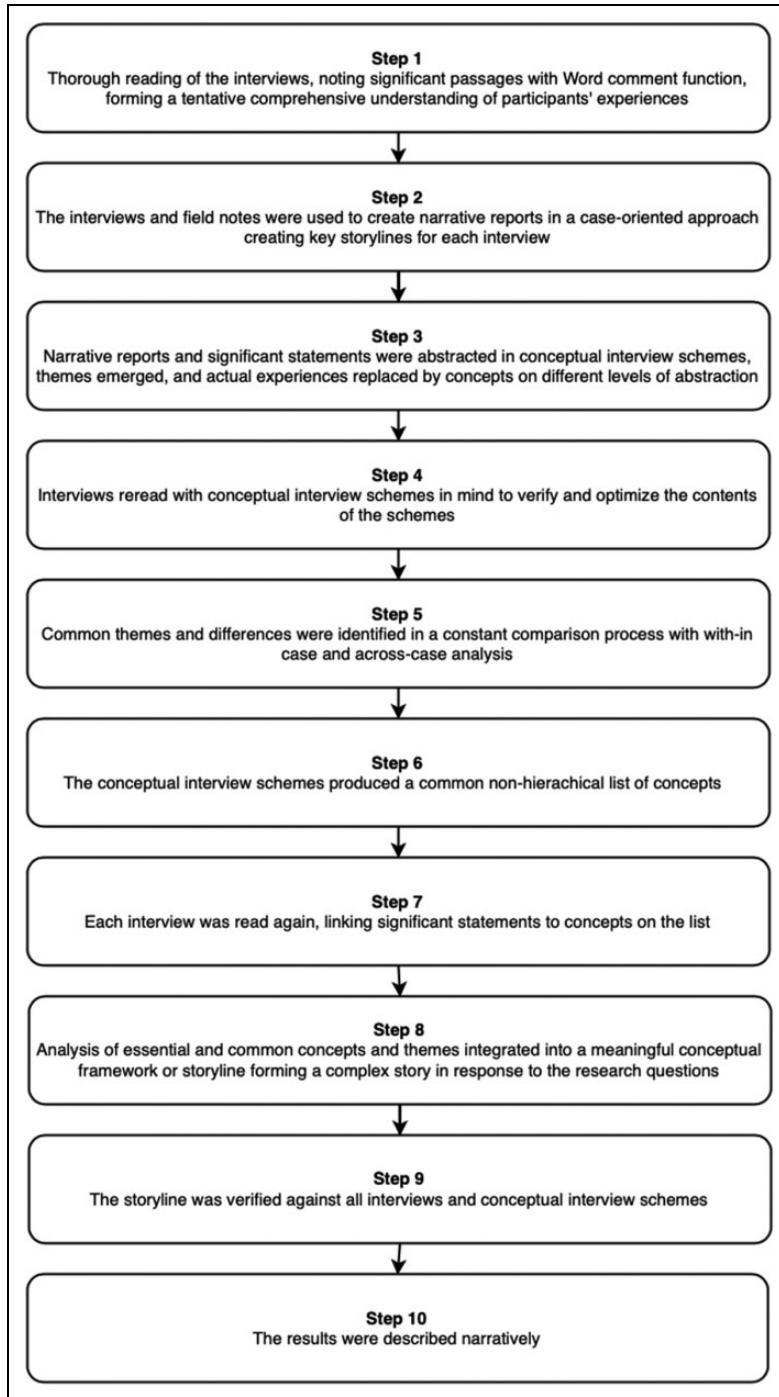 Step 1
Thorough reading of the interviews, noting significant passages with Word comment function,
forming a tentative comprehensive understanding of participants' experiences
Step 2
The interviews and field notes were used to create narrative reports in a case-oriented approach
creating key storylines for each interview
Step 3
Narrative reports and significant statements were abstracted in conceptual interview schemes,
themes emerged, and actual experiences replaced by concepts on different levels of abstraction
Step 4
Interviews reread with conceptual interview schemes in mind to verify and optimize the contents
of the schemes
Step 5
Common themes and differences were identified in a constant comparison process with with-in
case and across-case analysis
Step 6
The conceptual interview schemes produced a common non-hierachical list of concepts
Step 7
Each interview was read again, linking significant statements to concepts on the list
Step 8
Analysis of essential and common concepts and themes integrated into a meaningful conceptual
framework or storyline forming a complex story in response to the research questions
Step 9
The storyline was verified against all interviews and conceptual interview schemes
Step 10
The results were described narratively